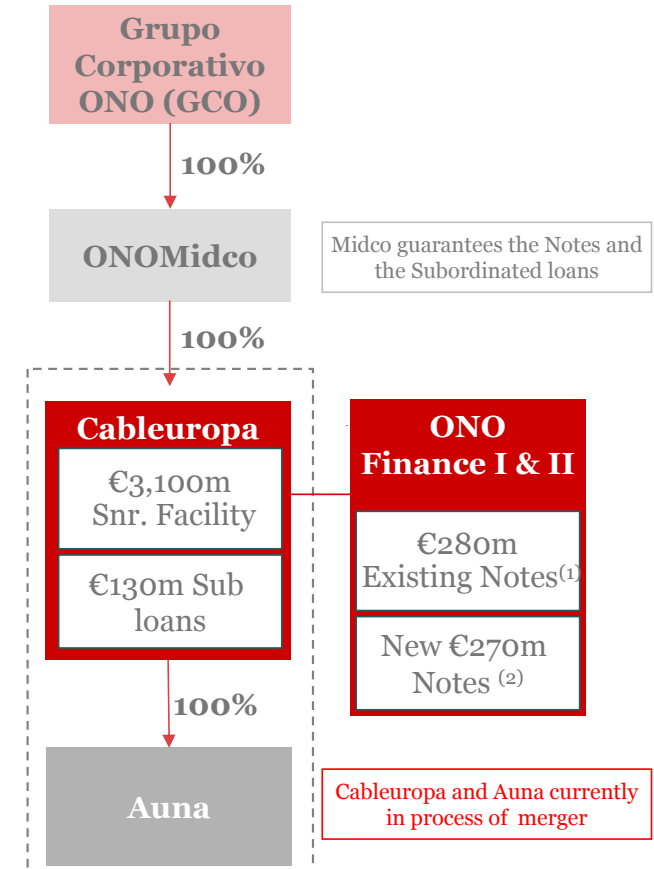 Grupo
Corporativo
ONO (GCO)
100%
ONOMidco
Midco guarantees the Notes and
the Subordinated loans
100%
Cableuropa
€3,100m
Snr. Facility
€130m Sub
loans
ONO
Finance I & II
€280m
Existing Notes(1)
New €270m
Notes (2)
100%
Auna
Cableuropa and Auna currently
in process of merger